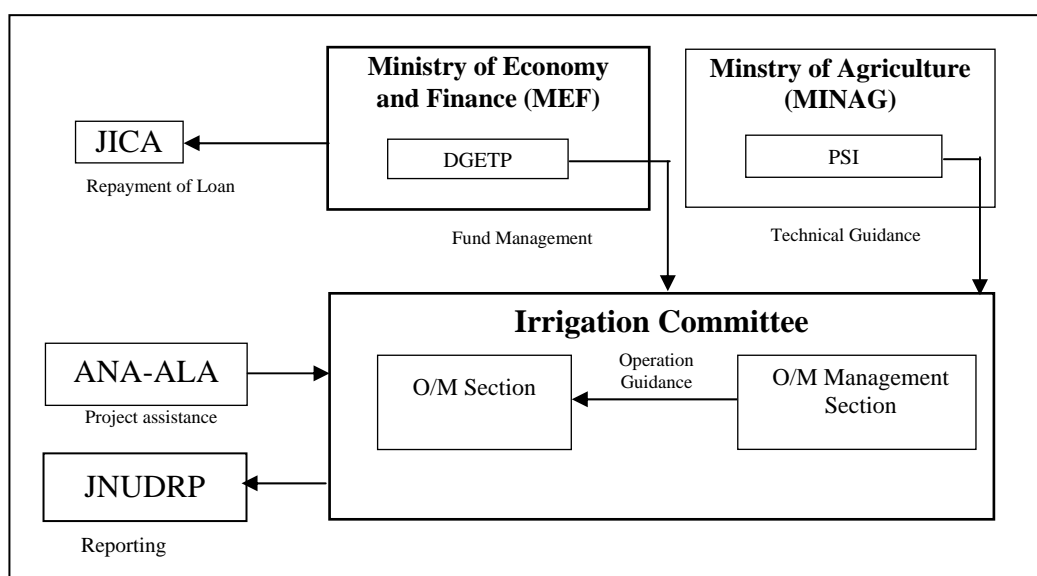 Ministry of Economy
and Finance (MEF)
DGETP
Minstry of Agriculture
(MINAG)
PSI
JICA
Repayment of Loan
Fund Management
Technical Guidance
Irrigation Committee
ANA-ALA
Project assistance
O/M Section
Operation
Guidance
O/M Management
Section
JNUDRP
Reporting